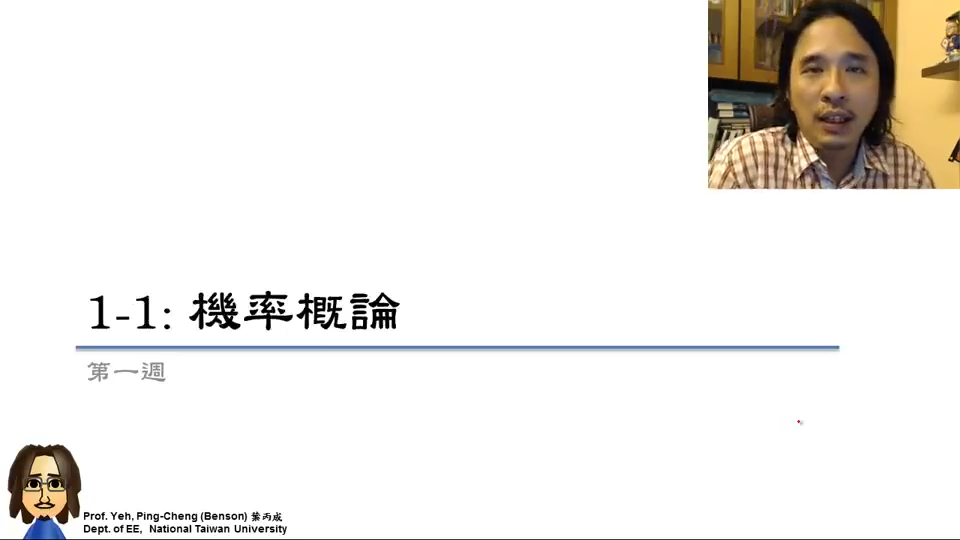 1-1: 機率概論
第一週
Prof. Yeh, Ping-Cheng (Benson) 葉丙成
Dept. of EE, National Taiwan University